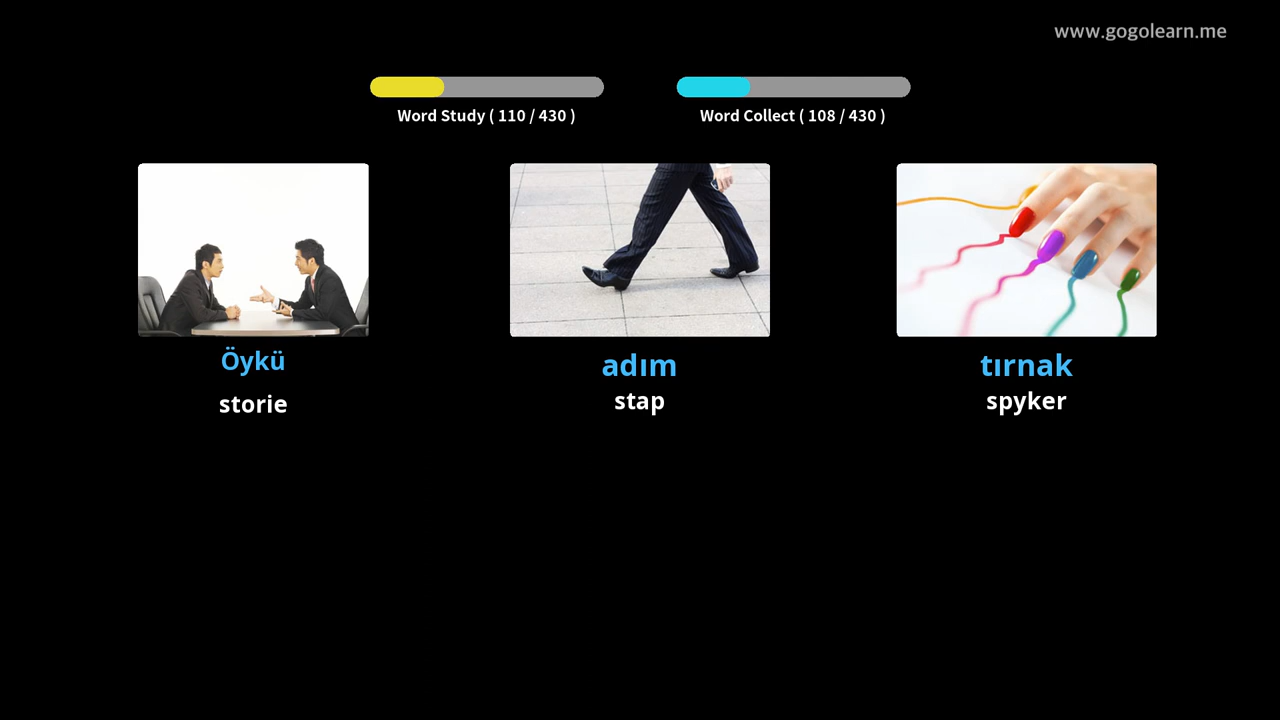 www.gogolearn.me
Word Study ( 110 / 430 )
Word Collect ( 108 / 430 )
Öykü
storie
adım
stap
tırnak
spyker